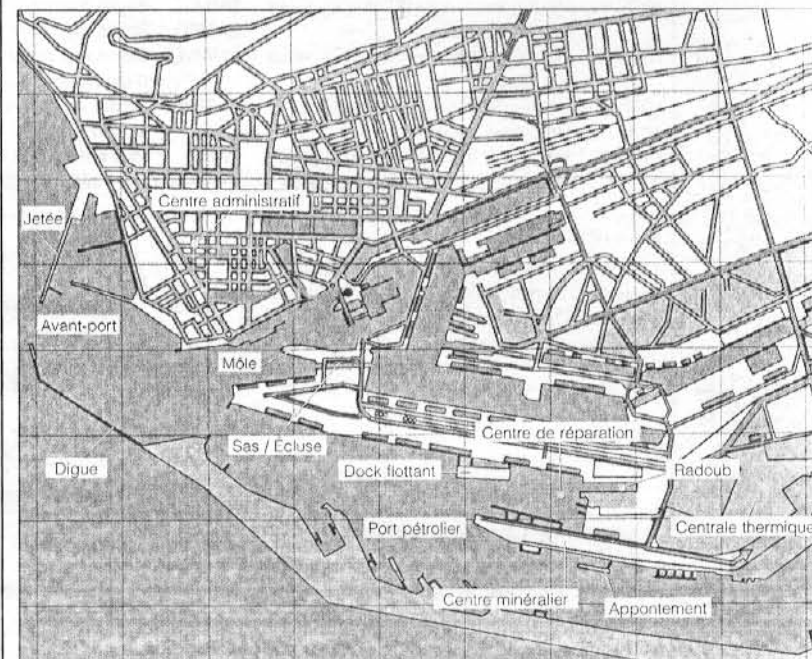 Centre administratif
Jetée
Avant-port
Môle
Sas / Écluse
Centre de réparation
Digue
Dock flottant
Radoub
Port pétrolier
Centrale thermique
Centre minéralier
Appontement